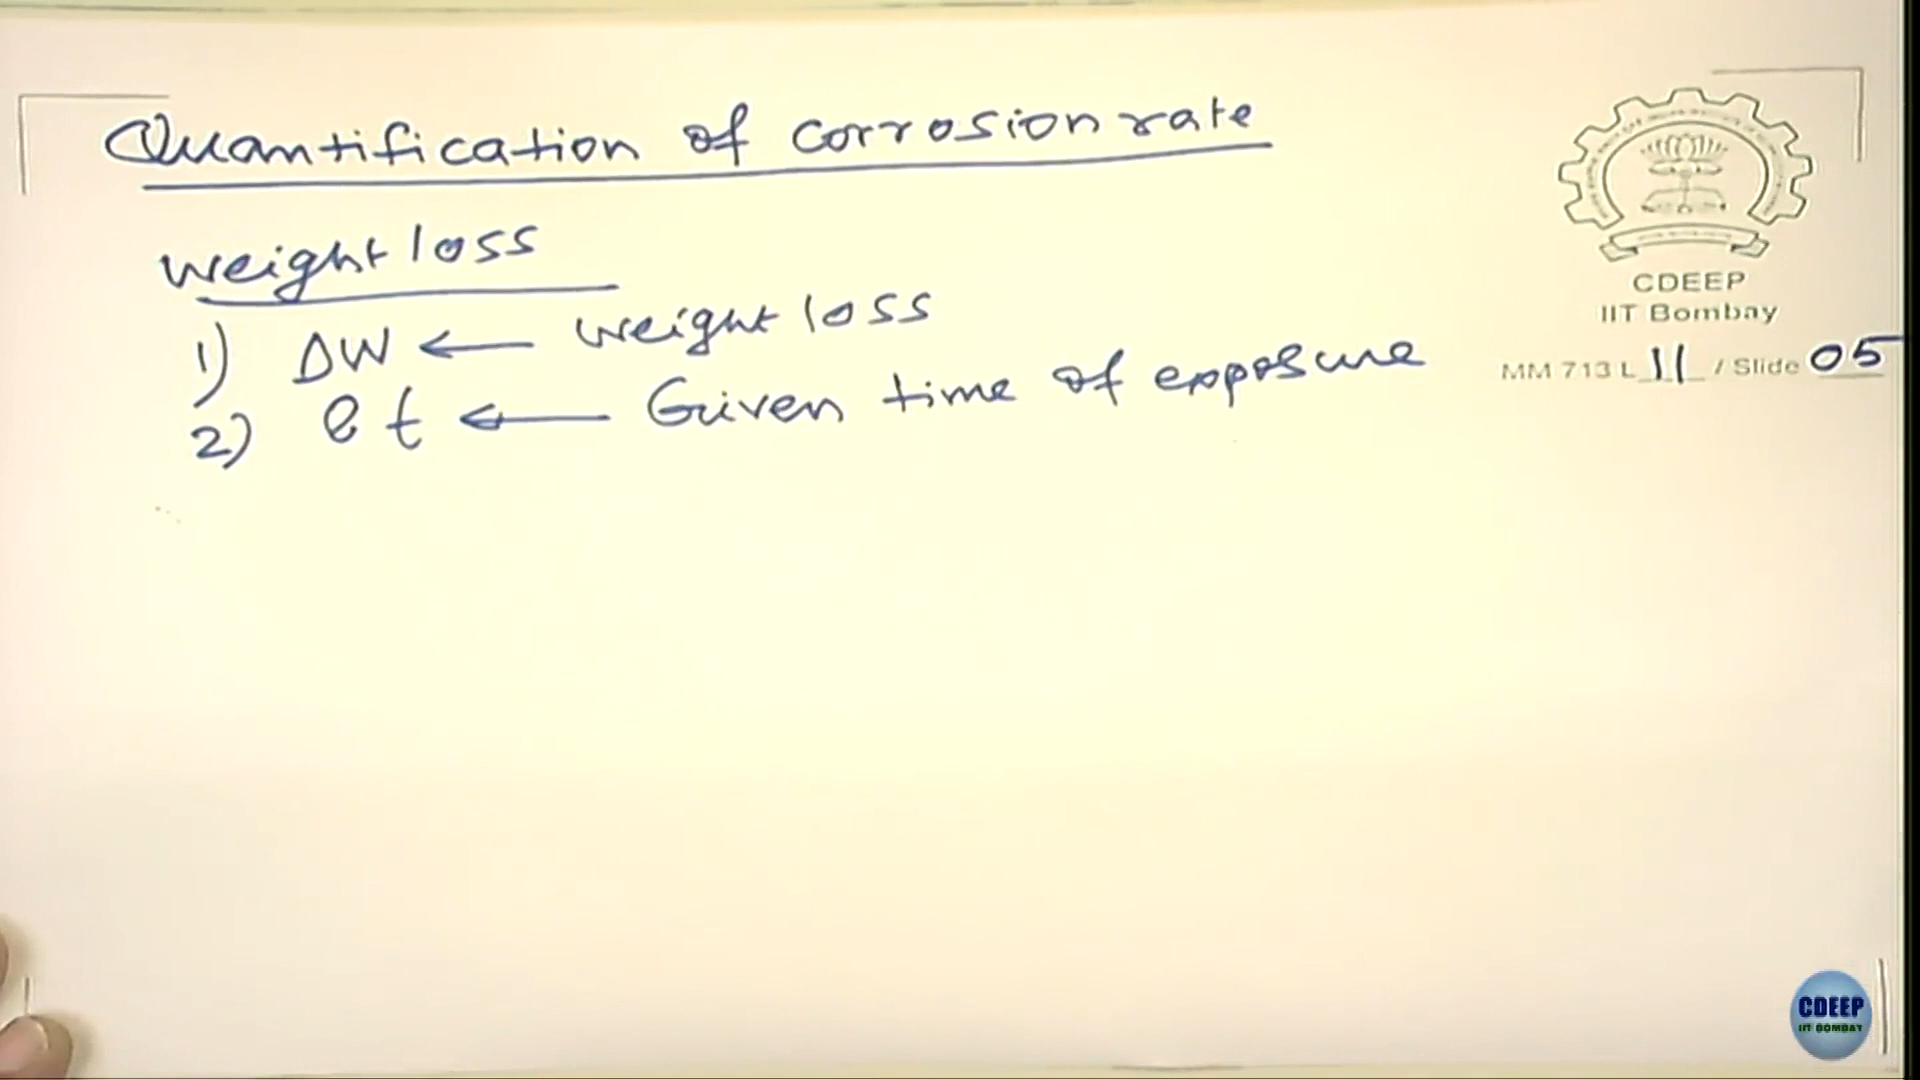 Quantification of corrosion rate
weight loss
1) ΔW ← weight loss
2) @ t ← Given time of exposure
CDEEP
IIT Bombay
MM 713 L 11 / Slide 05
CDEEP
IIT BOMBAY